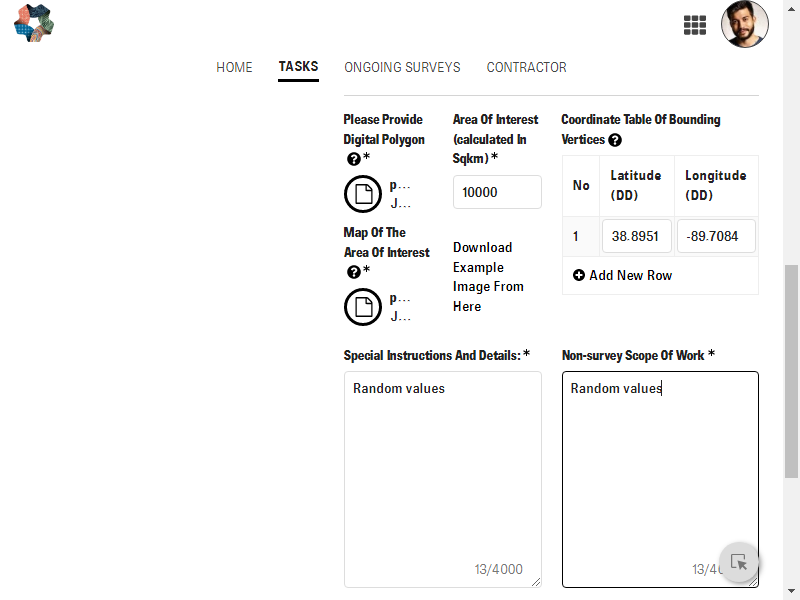 HOME TASKS ONGOING SURVEYS CONTRACTOR
Please Provide
Digital Polygon
*
p...
J...
Area Of Interest
(calculated In
Sqkm) *
10000
Coordinate Table Of Bounding
Vertices
No Latitude (DD) Longitude (DD)
1 38.8951 -89.7084
Add New Row
Map Of The
Area Of Interest
*
p...
J...
Download
Example
Image From
Here
Special Instructions And Details: *
Random values
13/4000
Non-survey Scope Of Work *
Random values